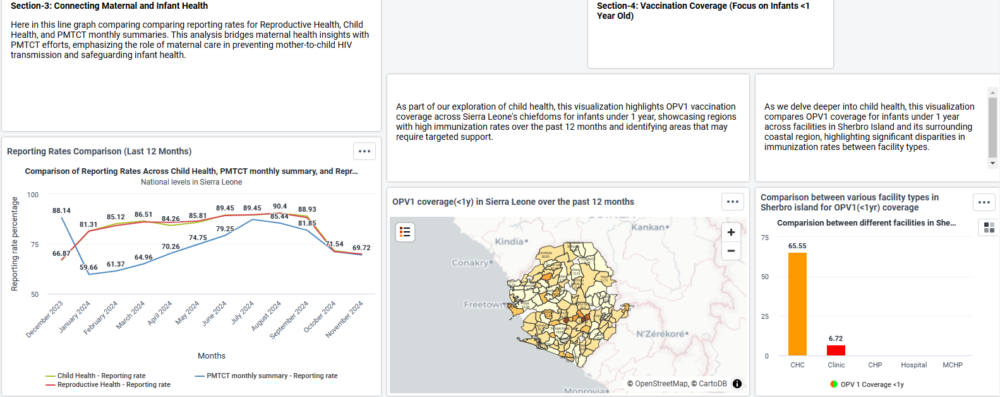 Section-3: Connecting Maternal and Infant Health
Here in this line graph comparing comparing reporting rates for Reproductive Health, Child
Health, and PMTCT monthly summaries. This analysis bridges maternal health insights with
PMTCT efforts, emphasizing the role of maternal care in preventing mother-to-child HIV
transmission and safeguarding infant health.
Section-4: Vaccination Coverage (Focus on Infants <1
Year Old)
As part of our exploration of child health, this visualization highlights OPV1 vaccination
coverage across Sierra Leone's chiefdoms for infants under 1 year, showcasing regions
with high immunization rates over the past 12 months and identifying areas that may
require targeted support.
As we delve deeper into child health, this visualization
compares OPV1 coverage for infants under 1 year
across facilities in Sherbro Island and its surrounding
coastal region, highlighting significant disparities in
immunization rates between facility types.
Reporting Rates Comparison (Last 12 Months)
Comparison of Reporting Rates Across Child Health, PMTCT monthly summary, and Repr...
National levels in Sierra Leone
Reporting rate percentage
100
75
50
88.14
66.87
81.31
59.66
85.12
61.37
86.51
64.96
84.26
70.26
85.81
74.75
89.45
79.25
89.45
90.4
85.44
88.93
81.85
71.54
69.72
December 2023
January 2024
February 2024
March 2024
April 2024
May 2024
June 2024
July 2024
August 2024
September 2024
October 2024
November 2024
Months
Child Health - Reporting rate
PMTCT monthly summary - Reporting rate
Reproductive Health - Reporting rate
OPV1 coverage(<1y) in Sierra Leone over the past 12 months
Kankan
Kindia
Conakry
Freetown
N'Zérékoré
Monrovia
© OpenStreetMap, © CartoDB
Comparison between various facility types in
Sherbro island for OPV1(<1yr) coverage
Comparision between different facilities in She...
75
50
25
0
65.55
6.72
CHC
Clinic
CHP
Hospital
MCHP
OPV 1 Coverage <1y